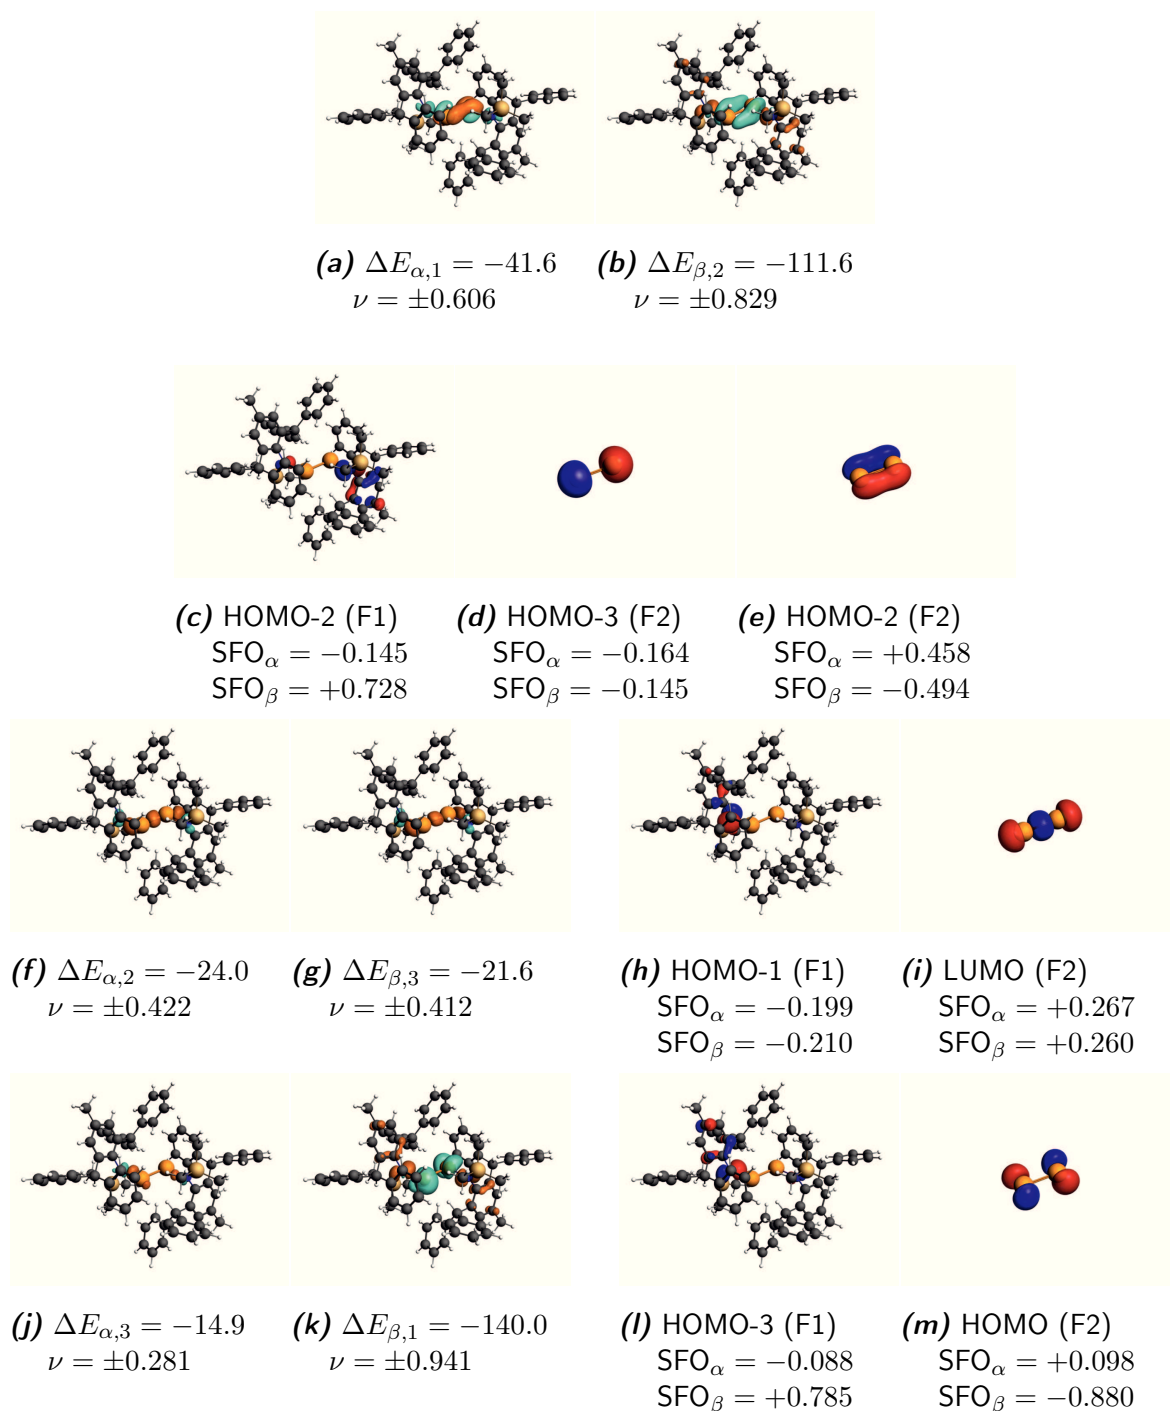 (a) ΔE_{α,1} = −41.6 (b) ΔE_{β,2} = −111.6
ν = ±0.606 ν = ±0.829
(c) HOMO-2 (F1) (d) HOMO-3 (F2) (e) HOMO-2 (F2)
SFO_α = −0.145 SFO_α = −0.164 SFO_α = +0.458
SFO_β = +0.728 SFO_β = −0.145 SFO_β = −0.494
(f) ΔE_{α,2} = −24.0 (g) ΔE_{β,3} = −21.6 (h) HOMO-1 (F1) (i) LUMO (F2)
ν = ±0.422 ν = ±0.412 SFO_α = −0.199 SFO_α = +0.267
SFO_β = −0.210 SFO_β = +0.260
(j) ΔE_{α,3} = −14.9 (k) ΔE_{β,1} = −140.0 (l) HOMO-3 (F1) (m) HOMO (F2)
ν = ±0.281 ν = ±0.941 SFO_α = −0.088 SFO_α = +0.098
SFO_β = +0.785 SFO_β = −0.880